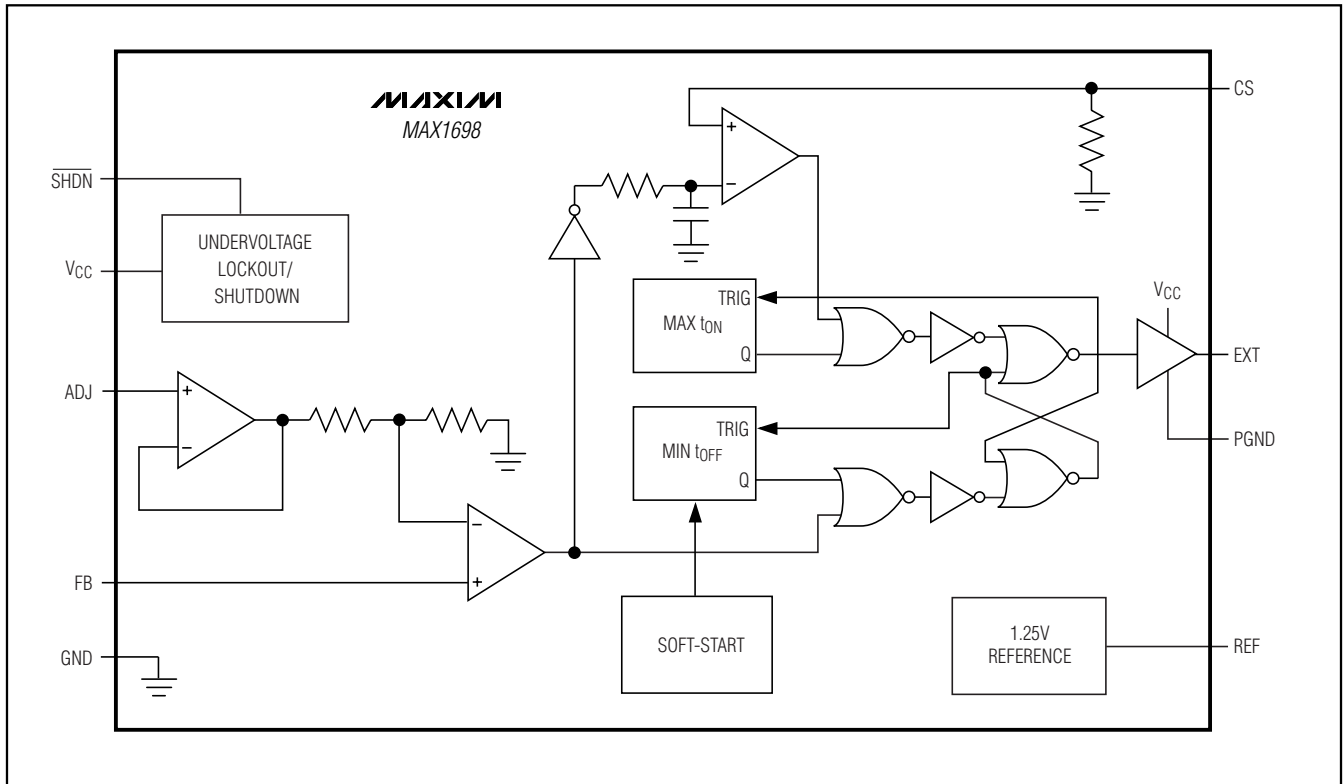 MAXIM
MAX1698
CS
SHDN
UNDERVOLTAGE
LOCKOUT/
SHUTDOWN
VCC
+
−
TRIG
MAX tON
Q
VCC
EXT
PGND
ADJ
+
−
TRIG
MIN tOFF
Q
−
+
FB
SOFT-START
1.25V
REFERENCE
REF
GND